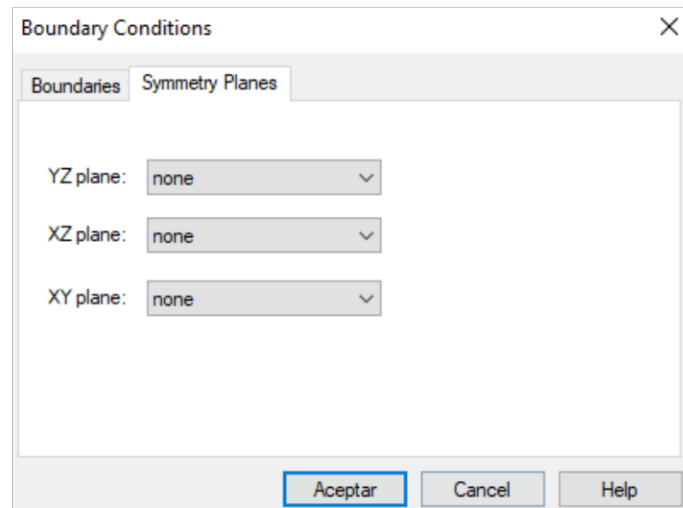 Boundary Conditions
Boundaries Symmetry Planes
YZ plane: none
XZ plane: none
XY plane: none
Aceptar Cancel Help